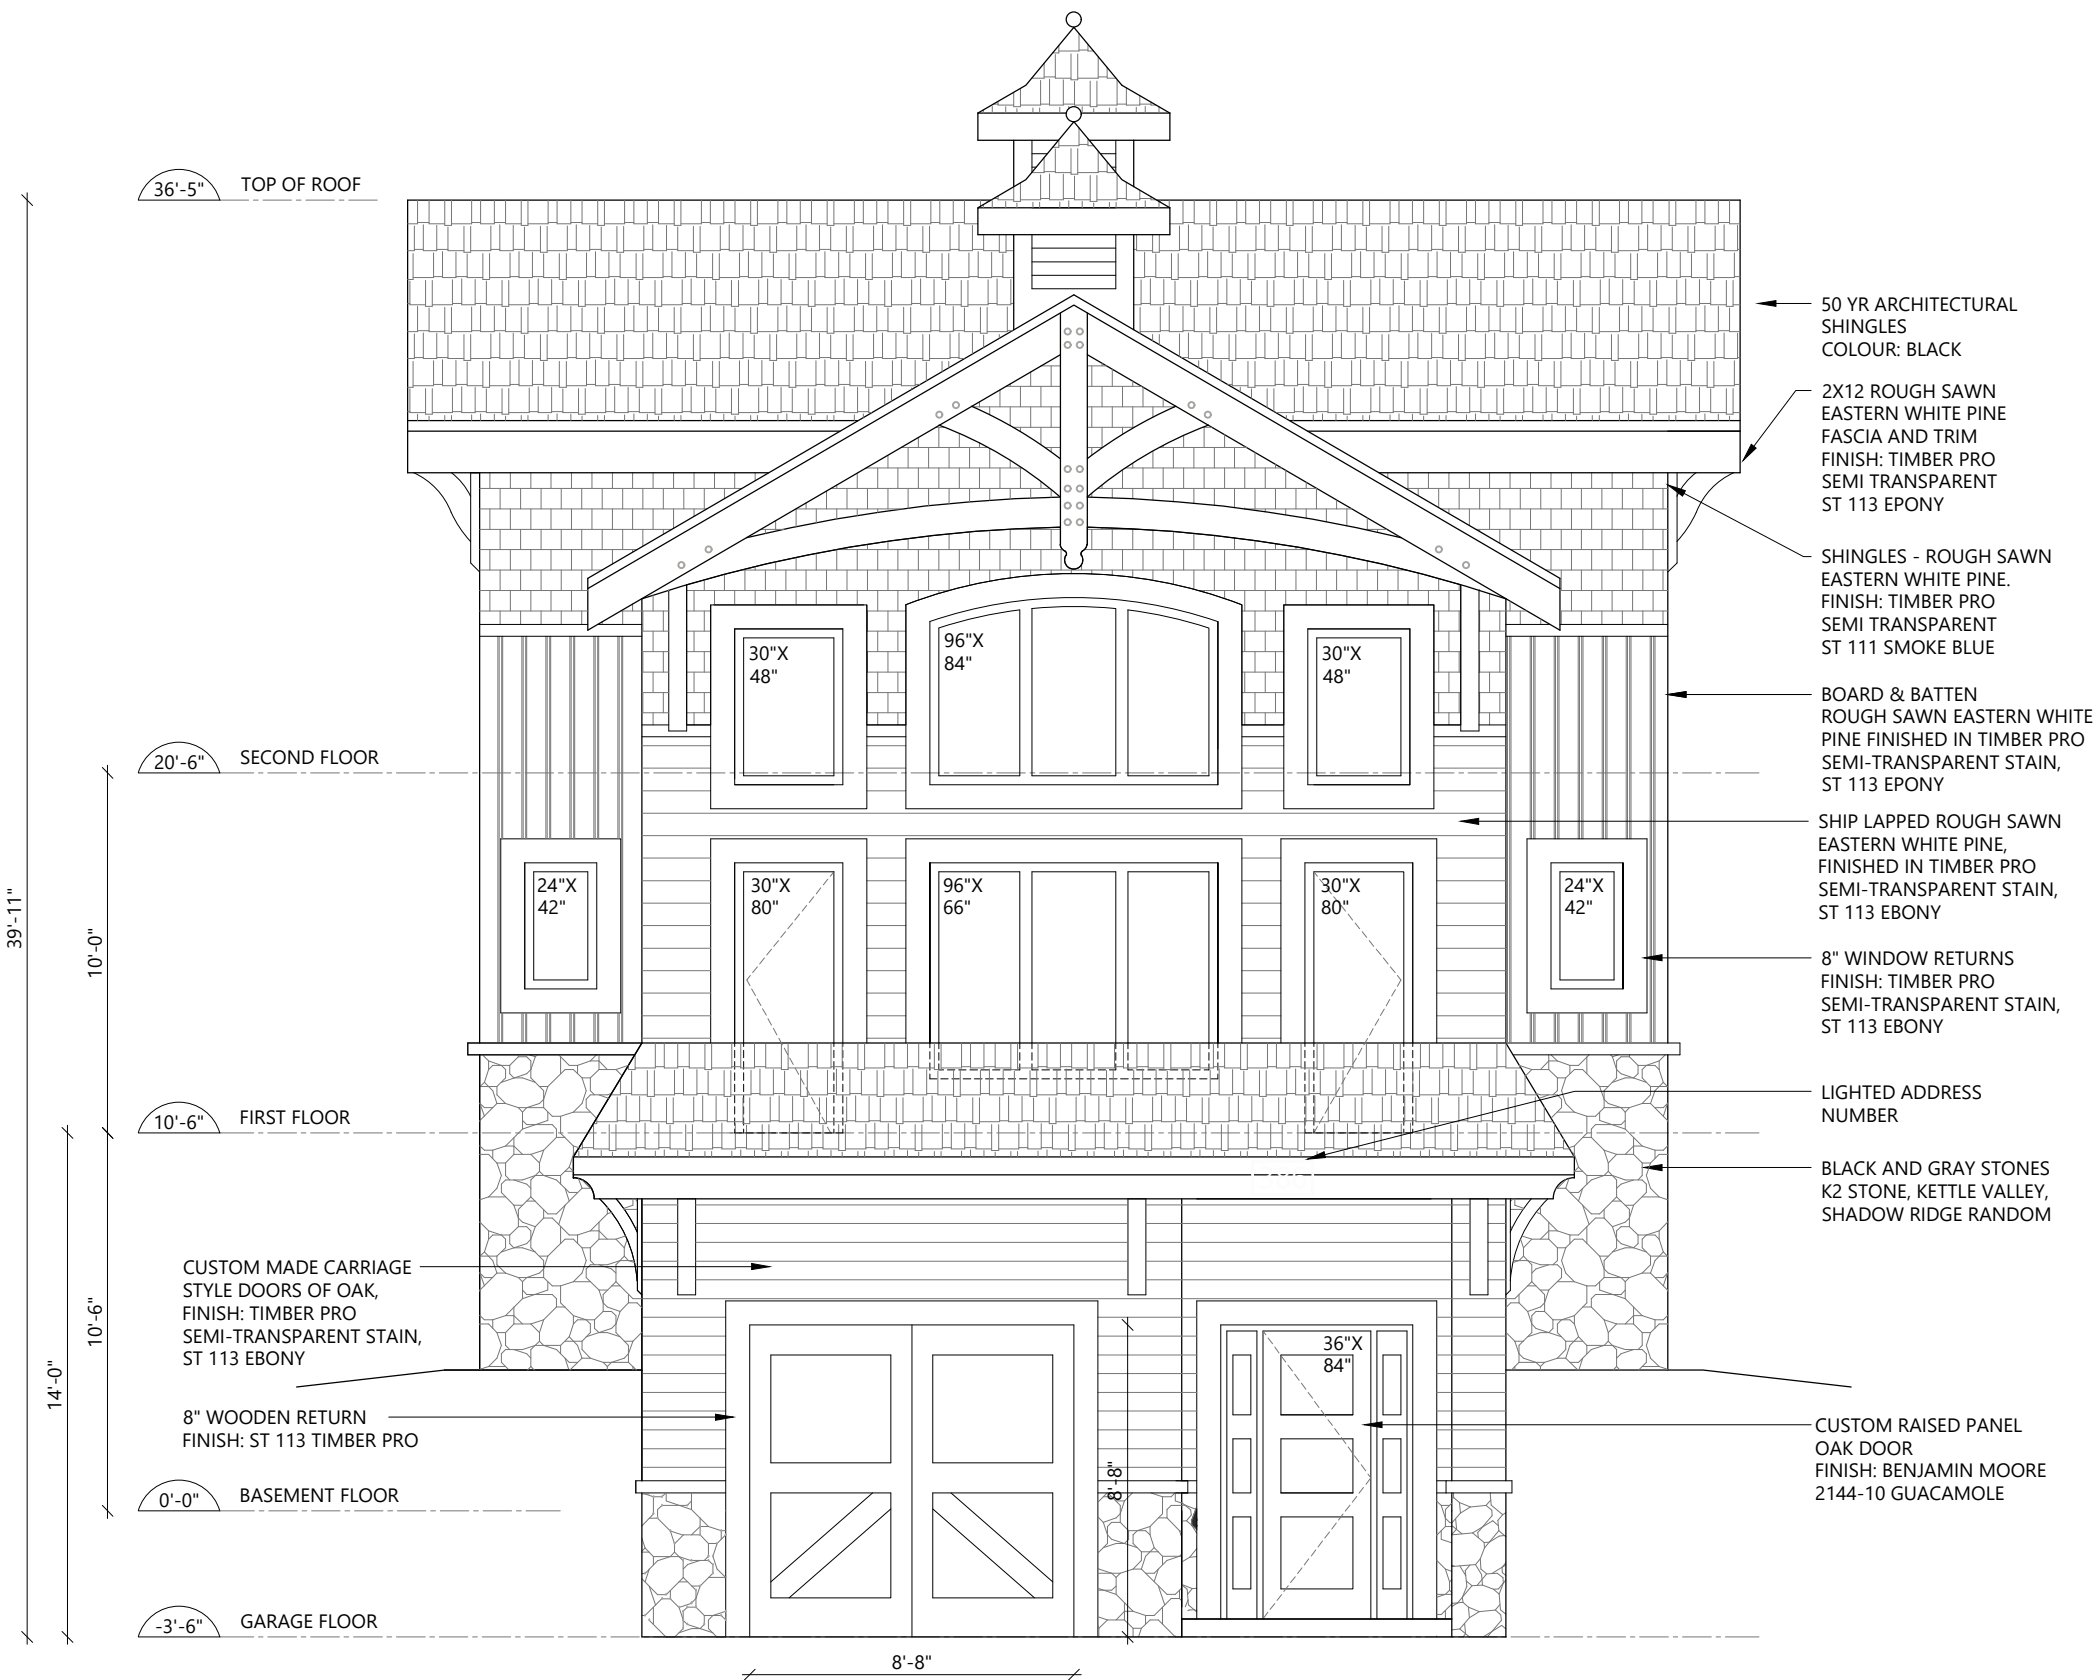 36'-5" TOP OF ROOF
50 YR ARCHITECTURAL
SHINGLES
COLOUR: BLACK
2X12 ROUGH SAWN
EASTERN WHITE PINE
FASCIA AND TRIM
FINISH: TIMBER PRO
SEMI TRANSPARENT
ST 113 EPONY
SHINGLES - ROUGH SAWN
EASTERN WHITE PINE.
FINISH: TIMBER PRO
SEMI TRANSPARENT
ST 111 SMOKE BLUE
30"X
48"
96"X
84"
30"X
48"
BOARD & BATTEN
ROUGH SAWN EASTERN WHITE
PINE FINISHED IN TIMBER PRO
SEMI-TRANSPARENT STAIN,
ST 113 EPONY
20'-6" SECOND FLOOR
SHIP LAPPED ROUGH SAWN
EASTERN WHITE PINE,
FINISHED IN TIMBER PRO
SEMI-TRANSPARENT STAIN,
ST 113 EBONY
24"X
42"
30"X
80"
96"X
66"
30"X
80"
24"X
42"
39'-11"
10'-0"
8" WINDOW RETURNS
FINISH: TIMBER PRO
SEMI-TRANSPARENT STAIN,
ST 113 EBONY
LIGHTED ADDRESS
NUMBER
10'-6" FIRST FLOOR
BLACK AND GRAY STONES
K2 STONE, KETTLE VALLEY,
SHADOW RIDGE RANDOM
CUSTOM MADE CARRIAGE
STYLE DOORS OF OAK,
FINISH: TIMBER PRO
SEMI-TRANSPARENT STAIN,
ST 113 EBONY
10'-6"
14'-0"
36"X
84"
8" WOODEN RETURN
FINISH: ST 113 TIMBER PRO
CUSTOM RAISED PANEL
OAK DOOR
FINISH: BENJAMIN MOORE
2144-10 GUACAMOLE
8'-8"
0'-0" BASEMENT FLOOR
-3'-6" GARAGE FLOOR
8'-8"